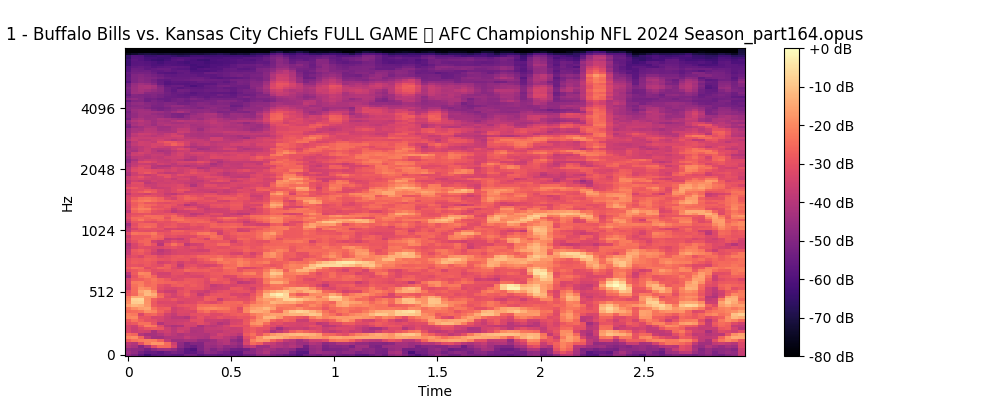 1 - Buffalo Bills vs. Kansas City Chiefs FULL GAME ▯ AFC Championship NFL 2024 Season_part164.opus
+0 dB
-10 dB
-20 dB
-30 dB
-40 dB
-50 dB
-60 dB
-70 dB
-80 dB
4096
2048
1024
512
0
Hz
0
0.5
1
1.5
2
2.5
Time